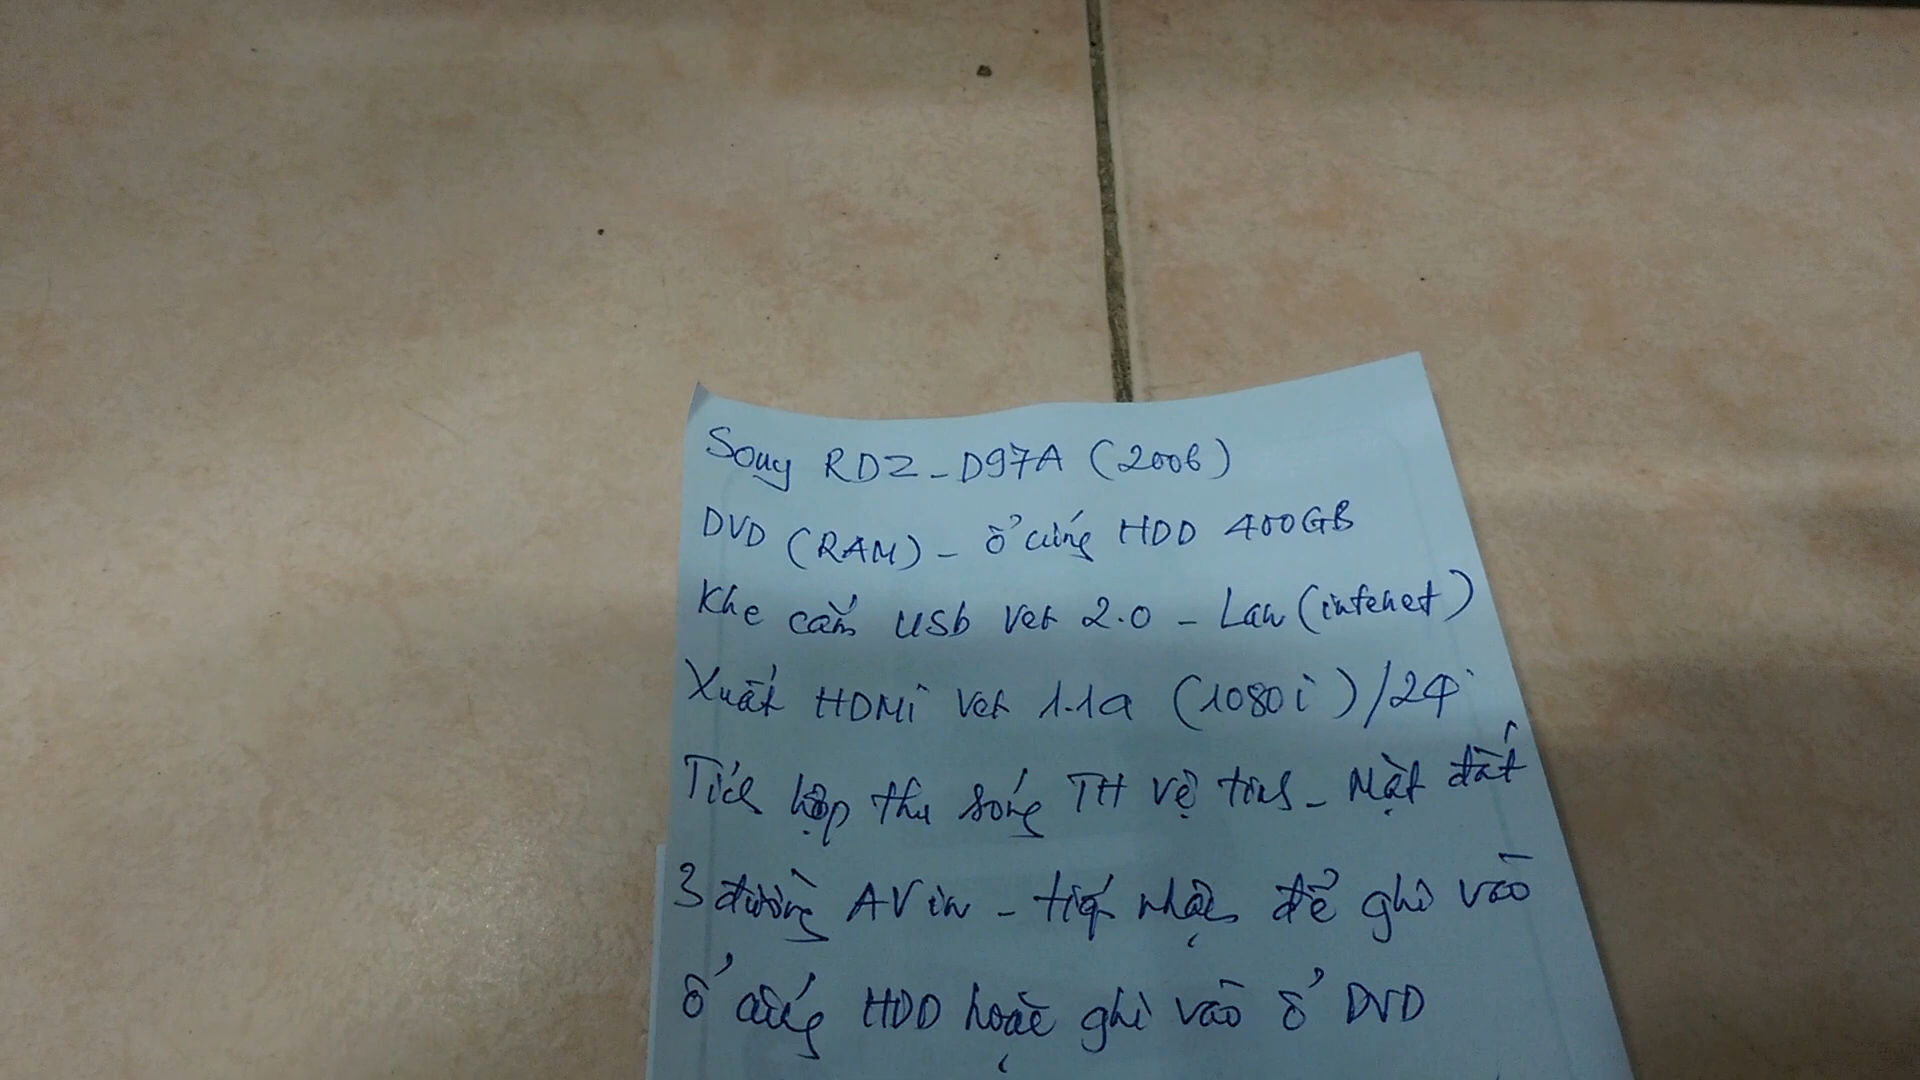 Sony RDZ-D97A (2006)
DVD (RAM) - ổ cứng HDD 400GB
Khe cắm USb Ver 2.0 - Lan (intenet)
Xuất HDMi Ver 1.1a (1080i)/24P
Tích hợp thu sóng TH vệ tinh - Mặt đất
3 đường AV in - tiếp nhận để ghi vào
ổ cứng HDD hoặc ghi vào ổ DVD